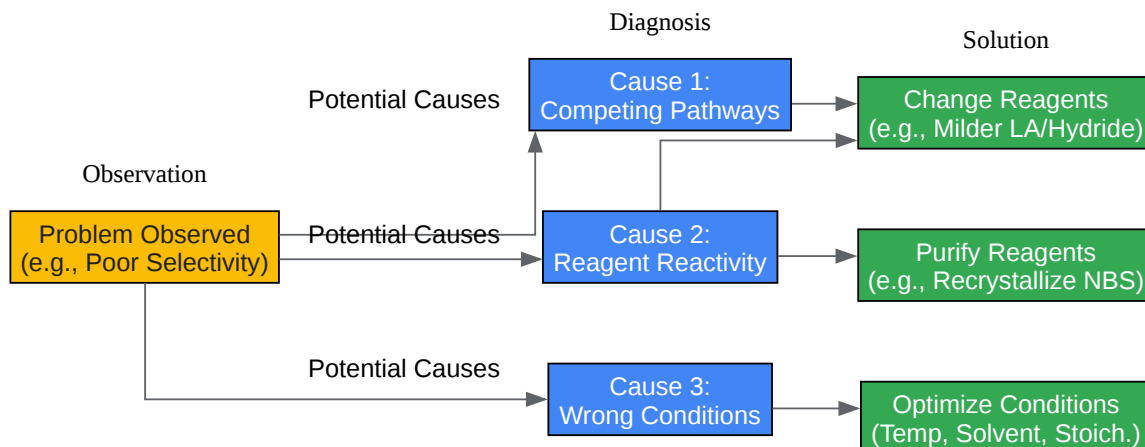 Diagnosis
Solution
Cause 1:
Competing Pathways
Potential Causes
Change Reagents
(e.g., Milder LA/Hydride)
Observation
Problem Observed
(e.g., Poor Selectivity)
Potential Causes
Cause 2:
Reagent Reactivity
Purify Reagents
(e.g., Recrystallize NBS)
Potential Causes
Cause 3:
Wrong Conditions
Optimize Conditions
(Temp, Solvent, Stoich.)